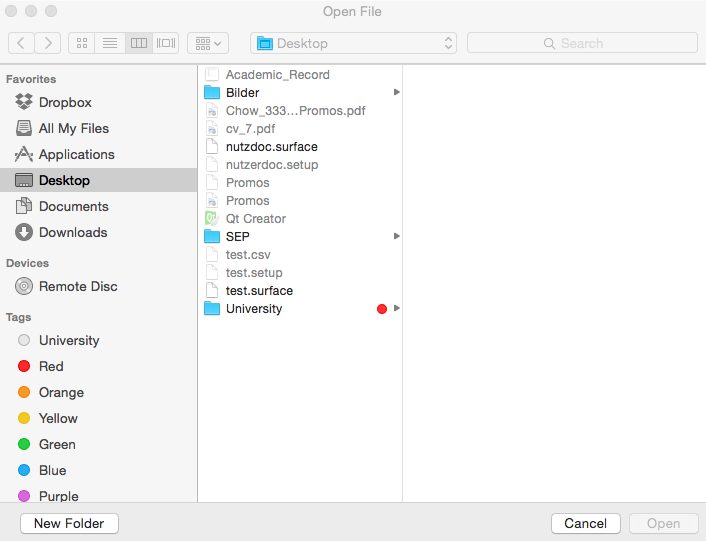 Open File
Desktop
Search
Favorites
Dropbox
All My Files
Applications
Desktop
Documents
Downloads
Devices
Remote Disc
Tags
University
Red
Orange
Yellow
Green
Blue
Purple
Academic_Record
Bilder
Chow_333...Promos.pdf
cv_7.pdf
nutzdoc.surface
nutzerdoc.setup
Promos
Promos
Qt Creator
SEP
test.csv
test.setup
test.surface
University
New Folder
Cancel
Open